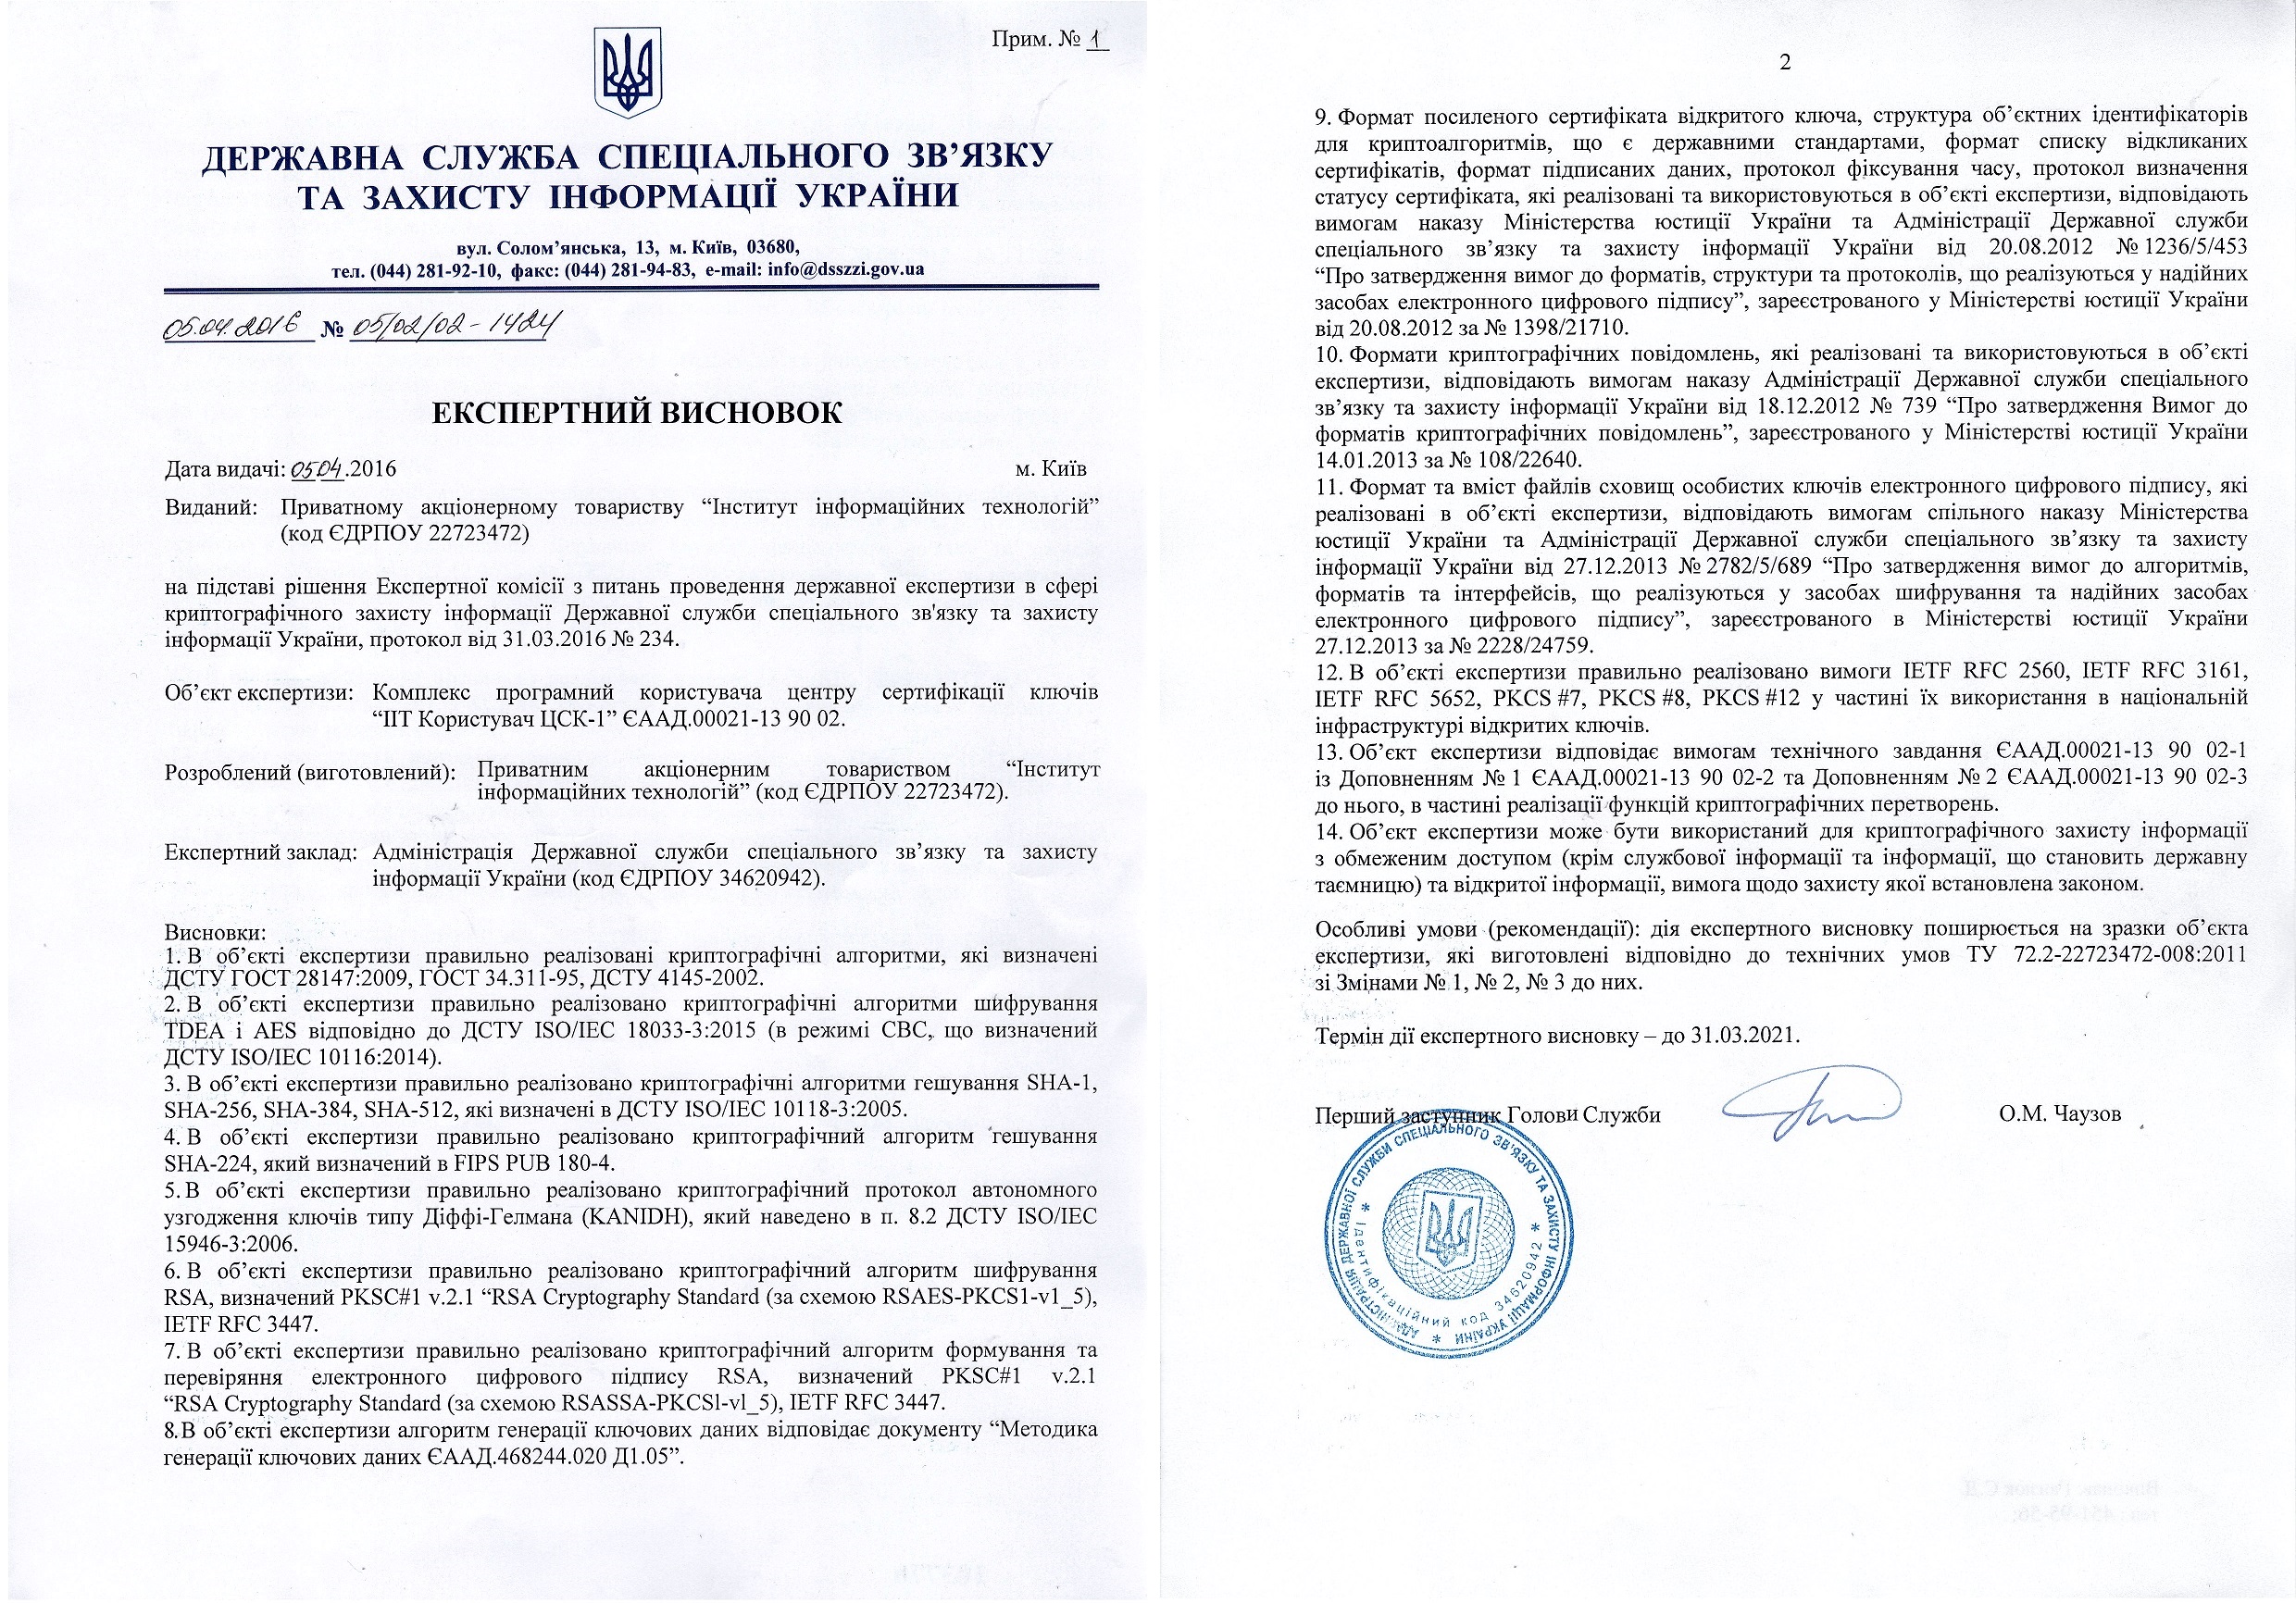 Прим. № 1
ДЕРЖАВНА СЛУЖБА СПЕЦІАЛЬНОГО ЗВ’ЯЗКУ
ТА ЗАХИСТУ ІНФОРМАЦІЇ УКРАЇНИ
вул. Солом’янська, 13, м. Київ, 03680,
тел. (044) 281-92-10, факс: (044) 281-94-83, e-mail: info@dsszzi.gov.ua
05.04.2016 № 05/02/02-1424
ЕКСПЕРТНИЙ ВИСНОВОК
Дата видачі: 05.04.2016 м. Київ
Виданий: Приватному акціонерному товариству “Інститут інформаційних технологій”
(код ЄДРПОУ 22723472)
на підставі рішення Експертної комісії з питань проведення державної експертизи в сфері
криптографічного захисту інформації Державної служби спеціального зв'язку та захисту
інформації України, протокол від 31.03.2016 № 234.
Об’єкт експертизи: Комплекс програмний користувача центру сертифікації ключів
“ІІТ Користувач ЦСК-1” ЄААД.00021-13 90 02.
Розроблений (виготовлений): Приватним акціонерним товариством “Інститут
інформаційних технологій” (код ЄДРПОУ 22723472).
Експертний заклад: Адміністрація Державної служби спеціального зв’язку та захисту
інформації України (код ЄДРПОУ 34620942).
Висновки:
1. В об’єкті експертизи правильно реалізовані криптографічні алгоритми, які визначені
ДСТУ ГОСТ 28147:2009, ГОСТ 34.311-95, ДСТУ 4145-2002.
2. В об’єкті експертизи правильно реалізовано криптографічні алгоритми шифрування
TDEA і AES відповідно до ДСТУ ISO/IEC 18033-3:2015 (в режимі CBC, що визначений
ДСТУ ISO/IEC 10116:2014).
3. В об’єкті експертизи правильно реалізовано криптографічні алгоритми гешування SHA-1,
SHA-256, SHA-384, SHA-512, які визначені в ДСТУ ISO/IEC 10118-3:2005.
4. В об’єкті експертизи правильно реалізовано криптографічний алгоритм гешування
SHA-224, який визначений в FIPS PUB 180-4.
5. В об’єкті експертизи правильно реалізовано криптографічний протокол автономного
узгодження ключів типу Діффі-Гелмана (KANIDH), який наведено в п. 8.2 ДСТУ ISO/IEC
15946-3:2006.
6. В об’єкті експертизи правильно реалізовано криптографічний алгоритм шифрування
RSA, визначений PKSC#1 v.2.1 “RSA Cryptography Standard (за схемою RSAES-PKCS1-v1_5),
IETF RFC 3447.
7. В об’єкті експертизи правильно реалізовано криптографічний алгоритм формування та
перевіряння електронного цифрового підпису RSA, визначений PKSC#1 v.2.1
“RSA Cryptography Standard (за схемою RSASSA-PKCSl-vl_5), IETF RFC 3447.
8.В об’єкті експертизи алгоритм генерації ключових даних відповідає документу “Методика
генерації ключових даних ЄААД.468244.020 Д1.05”.
2
9. Формат посиленого сертифіката відкритого ключа, структура об’єктних ідентифікаторів
для криптоалгоритмів, що є державними стандартами, формат списку відкликаних
сертифікатів, формат підписаних даних, протокол фіксування часу, протокол визначення
статусу сертифіката, які реалізовані та використовуються в об’єкті експертизи, відповідають
вимогам наказу Міністерства юстиції України та Адміністрації Державної служби
спеціального зв’язку та захисту інформації України від 20.08.2012 № 1236/5/453
“Про затвердження вимог до форматів, структури та протоколів, що реалізуються у надійних
засобах електронного цифрового підпису”, зареєстрованого у Міністерстві юстиції України
від 20.08.2012 за № 1398/21710.
10. Формати криптографічних повідомлень, які реалізовані та використовуються в об’єкті
експертизи, відповідають вимогам наказу Адміністрації Державної служби спеціального
зв’язку та захисту інформації України від 18.12.2012 № 739 “Про затвердження Вимог до
форматів криптографічних повідомлень”, зареєстрованого у Міністерстві юстиції України
14.01.2013 за № 108/22640.
11. Формат та вміст файлів сховищ особистих ключів електронного цифрового підпису, які
реалізовані в об’єкті експертизи, відповідають вимогам спільного наказу Міністерства
юстиції України та Адміністрації Державної служби спеціального зв’язку та захисту
інформації України від 27.12.2013 № 2782/5/689 “Про затвердження вимог до алгоритмів,
форматів та інтерфейсів, що реалізуються у засобах шифрування та надійних засобах
електронного цифрового підпису”, зареєстрованого в Міністерстві юстиції України
27.12.2013 за № 2228/24759.
12. В об’єкті експертизи правильно реалізовано вимоги IETF RFC 2560, IETF RFC 3161,
IETF RFC 5652, PKCS #7, PKCS #8, PKCS #12 у частині їх використання в національній
інфраструктурі відкритих ключів.
13. Об’єкт експертизи відповідає вимогам технічного завдання ЄААД.00021-13 90 02-1
із Доповненням № 1 ЄААД.00021-13 90 02-2 та Доповненням № 2 ЄААД.00021-13 90 02-3
до нього, в частині реалізації функцій криптографічних перетворень.
14. Об’єкт експертизи може бути використаний для криптографічного захисту інформації
з обмеженим доступом (крім службової інформації та інформації, що становить державну
таємницю) та відкритої інформації, вимога щодо захисту якої встановлена законом.
Особливі умови (рекомендації): дія експертного висновку поширюється на зразки об’єкта
експертизи, які виготовлені відповідно до технічних умов ТУ 72.2-22723472-008:2011
зі Змінами № 1, № 2, № 3 до них.
Термін дії експертного висновку – до 31.03.2021.
Перший заступник Голови Служби О.М. Чаузов
АДМІНІСТРАЦІЯ ДЕРЖАВНОЇ СЛУЖБИ СПЕЦІАЛЬНОГО ЗВ’ЯЗКУ ТА ЗАХИСТУ ІНФОРМАЦІЇ УКРАЇНИ
* Ідентифікаційний код 34620942 *